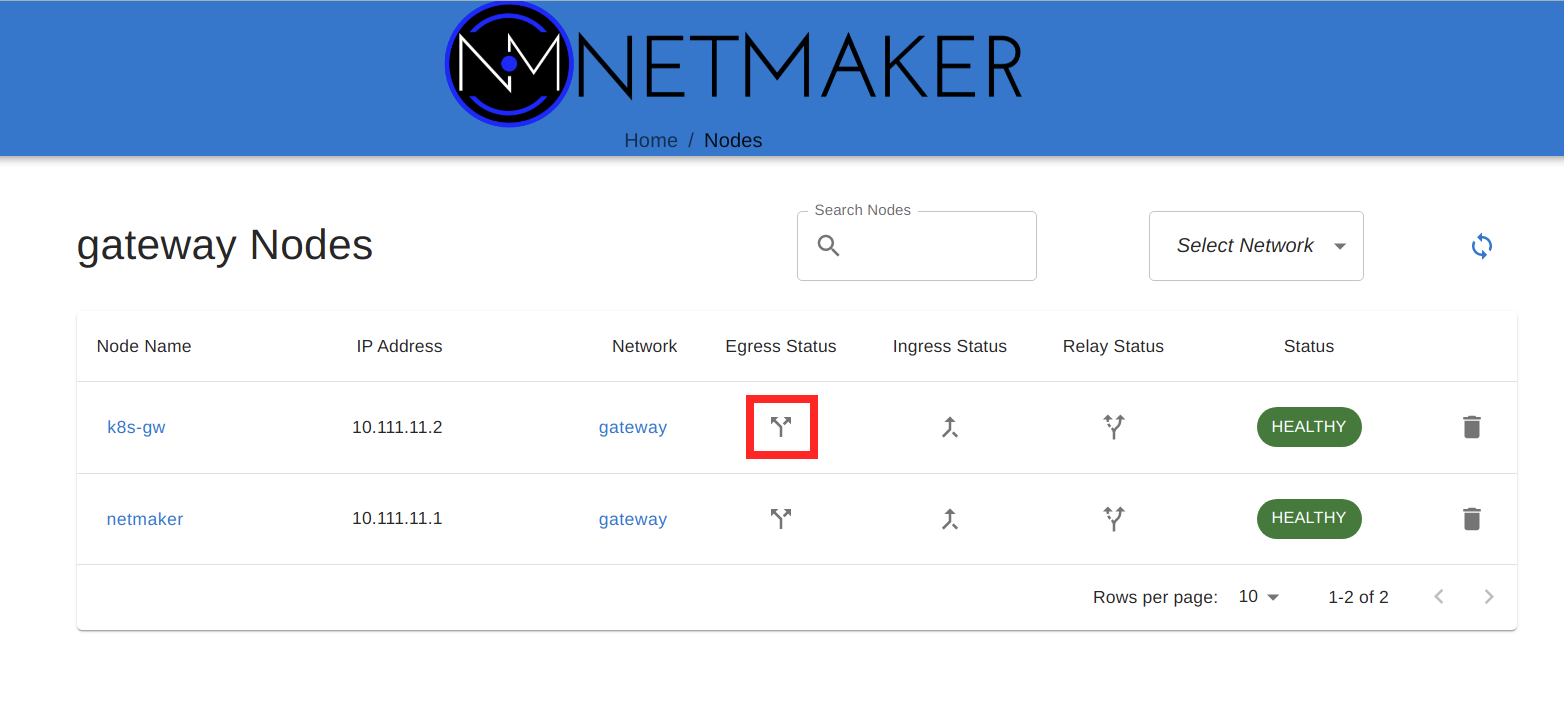 NM NETMAKER
Home / Nodes
gateway Nodes
Search Nodes
Select Network
Node Name IP Address Network Egress Status Ingress Status Relay Status Status
k8s-gw 10.111.11.2 gateway HEALTHY
netmaker 10.111.11.1 gateway HEALTHY
Rows per page: 10 1-2 of 2